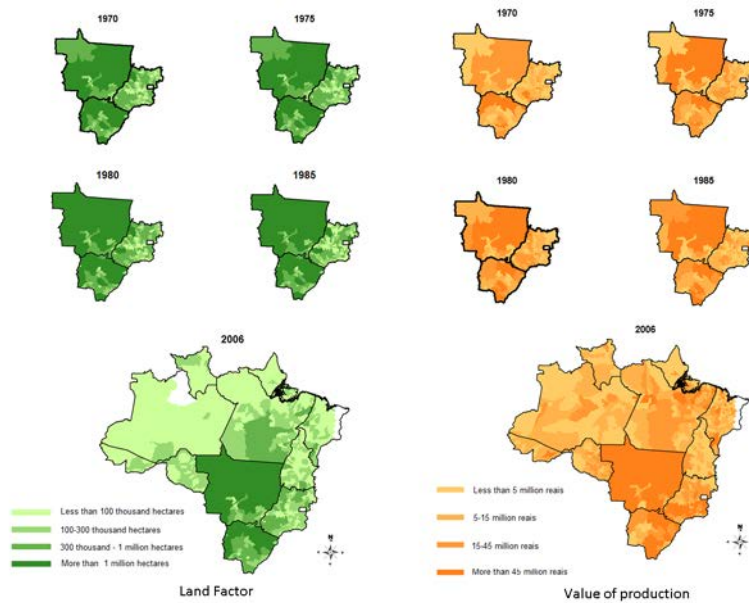 1970
1975
1970
1975
1980
1985
1980
1985
2006
2006
Less than 100 thousand hectares
100-300 thousand hectares
300 thousand - 1 million hectares
More than 1 million hectares
N
Land Factor
Less than 5 million reais
5-15 million reais
15-45 million reais
More than 45 million reais
N
Value of production